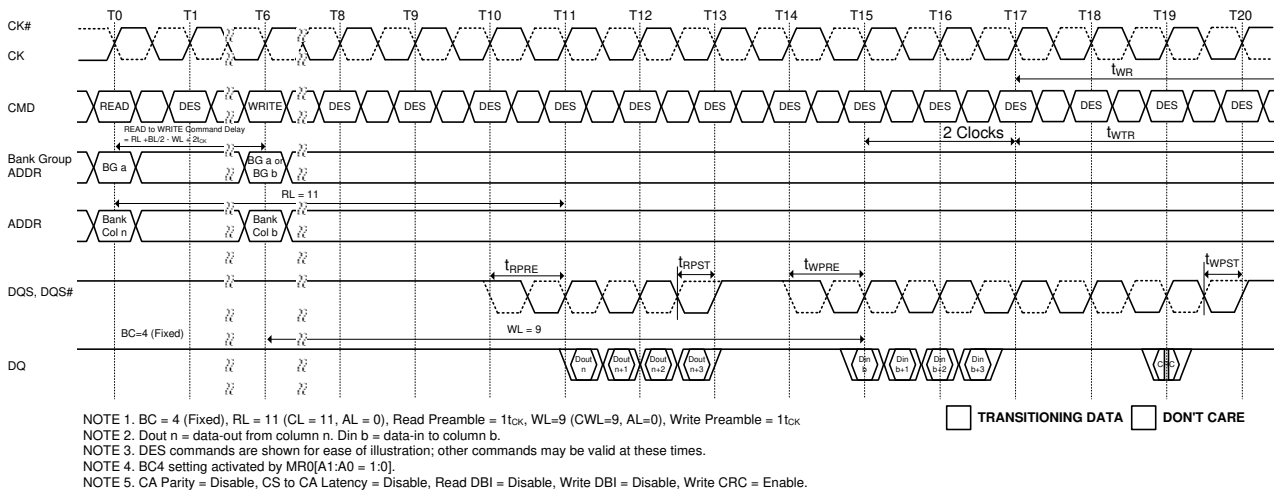 T0 T1 T6 T8 T9 T10 T11 T12 T13 T14 T15 T16 T17 T18 T19 T20
CK#
CK
tWR
CMD READ DES WRITE DES DES DES DES DES DES DES DES DES DES DES DES DES
READ to WRITE Command Delay
= RL +BL/2 - WL + 2tCK
2 Clocks
tWTR
Bank Group
ADDR
BG a
BG a or
BG b
RL = 11
ADDR
Bank
Col n
Bank
Col b
tRPRE tRPST tWPRE tWPST
DQS, DQS#
BC=4 (Fixed)
WL = 9
DQ
Dout
n
Dout
n+1
Dout
n+2
Dout
n+3
Din
b
Din
b+1
Din
b+2
Din
b+3
CRC
NOTE 1. BC = 4 (Fixed), RL = 11 (CL = 11, AL = 0), Read Preamble = 1tCK, WL=9 (CWL=9, AL=0), Write Preamble = 1tCK
TRANSITIONING DATA DON'T CARE
NOTE 2. Dout n = data-out from column n. Din b = data-in to column b.
NOTE 3. DES commands are shown for ease of illustration; other commands may be valid at these times.
NOTE 4. BC4 setting activated by MR0[A1:A0 = 1:0].
NOTE 5. CA Parity = Disable, CS to CA Latency = Disable, Read DBI = Disable, Write DBI = Disable, Write CRC = Enable.